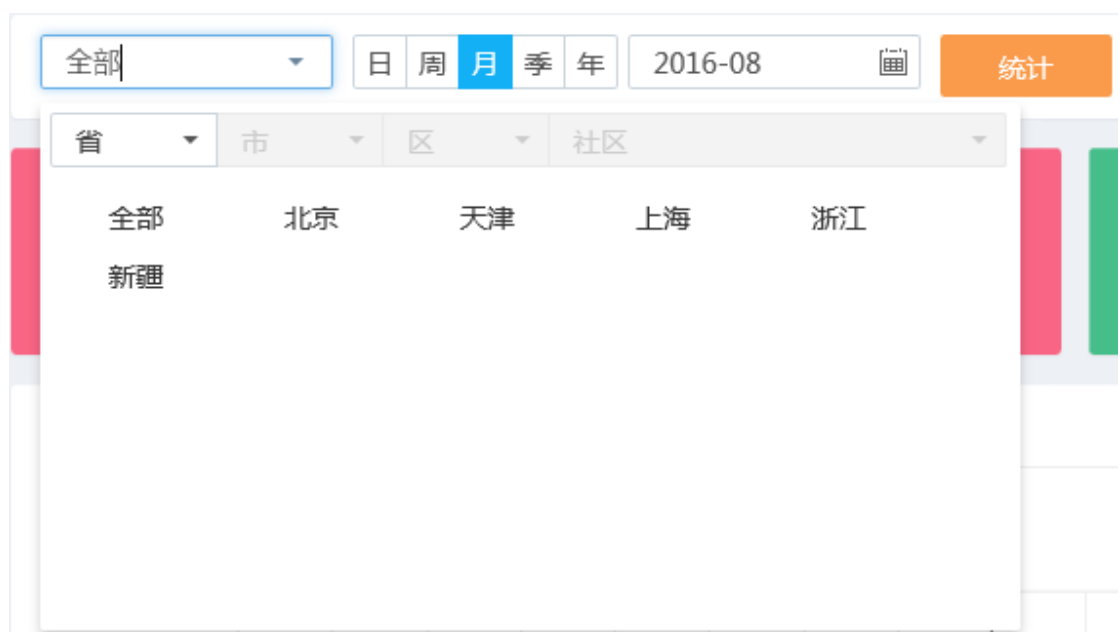 全部 日 周 月 季 年 2016-08 统计
省 市 区 社区
全部 北京 天津 上海 浙江
新疆